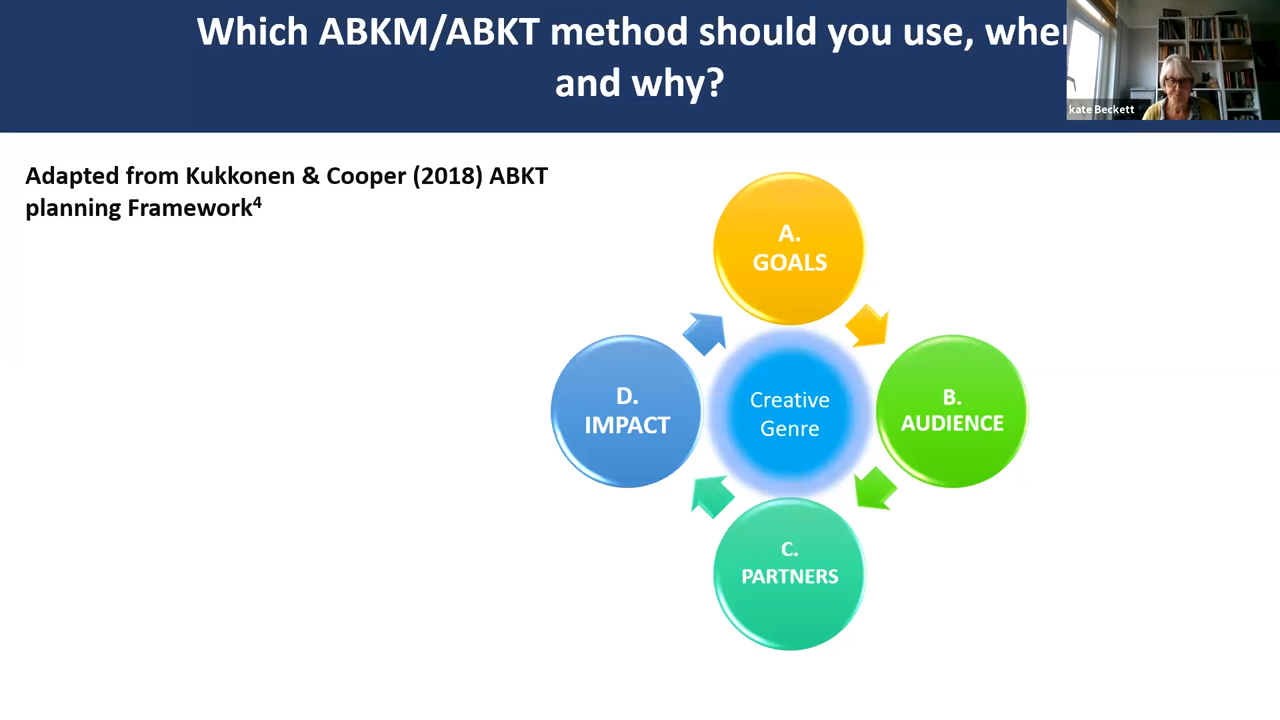 Which ABKM/ABKT method should you use, when
and why?
kate Beckett
Adapted from Kukkonen & Cooper (2018) ABKT
planning Framework⁴
A.
GOALS
D.
IMPACT
Creative
Genre
B.
AUDIENCE
C.
PARTNERS